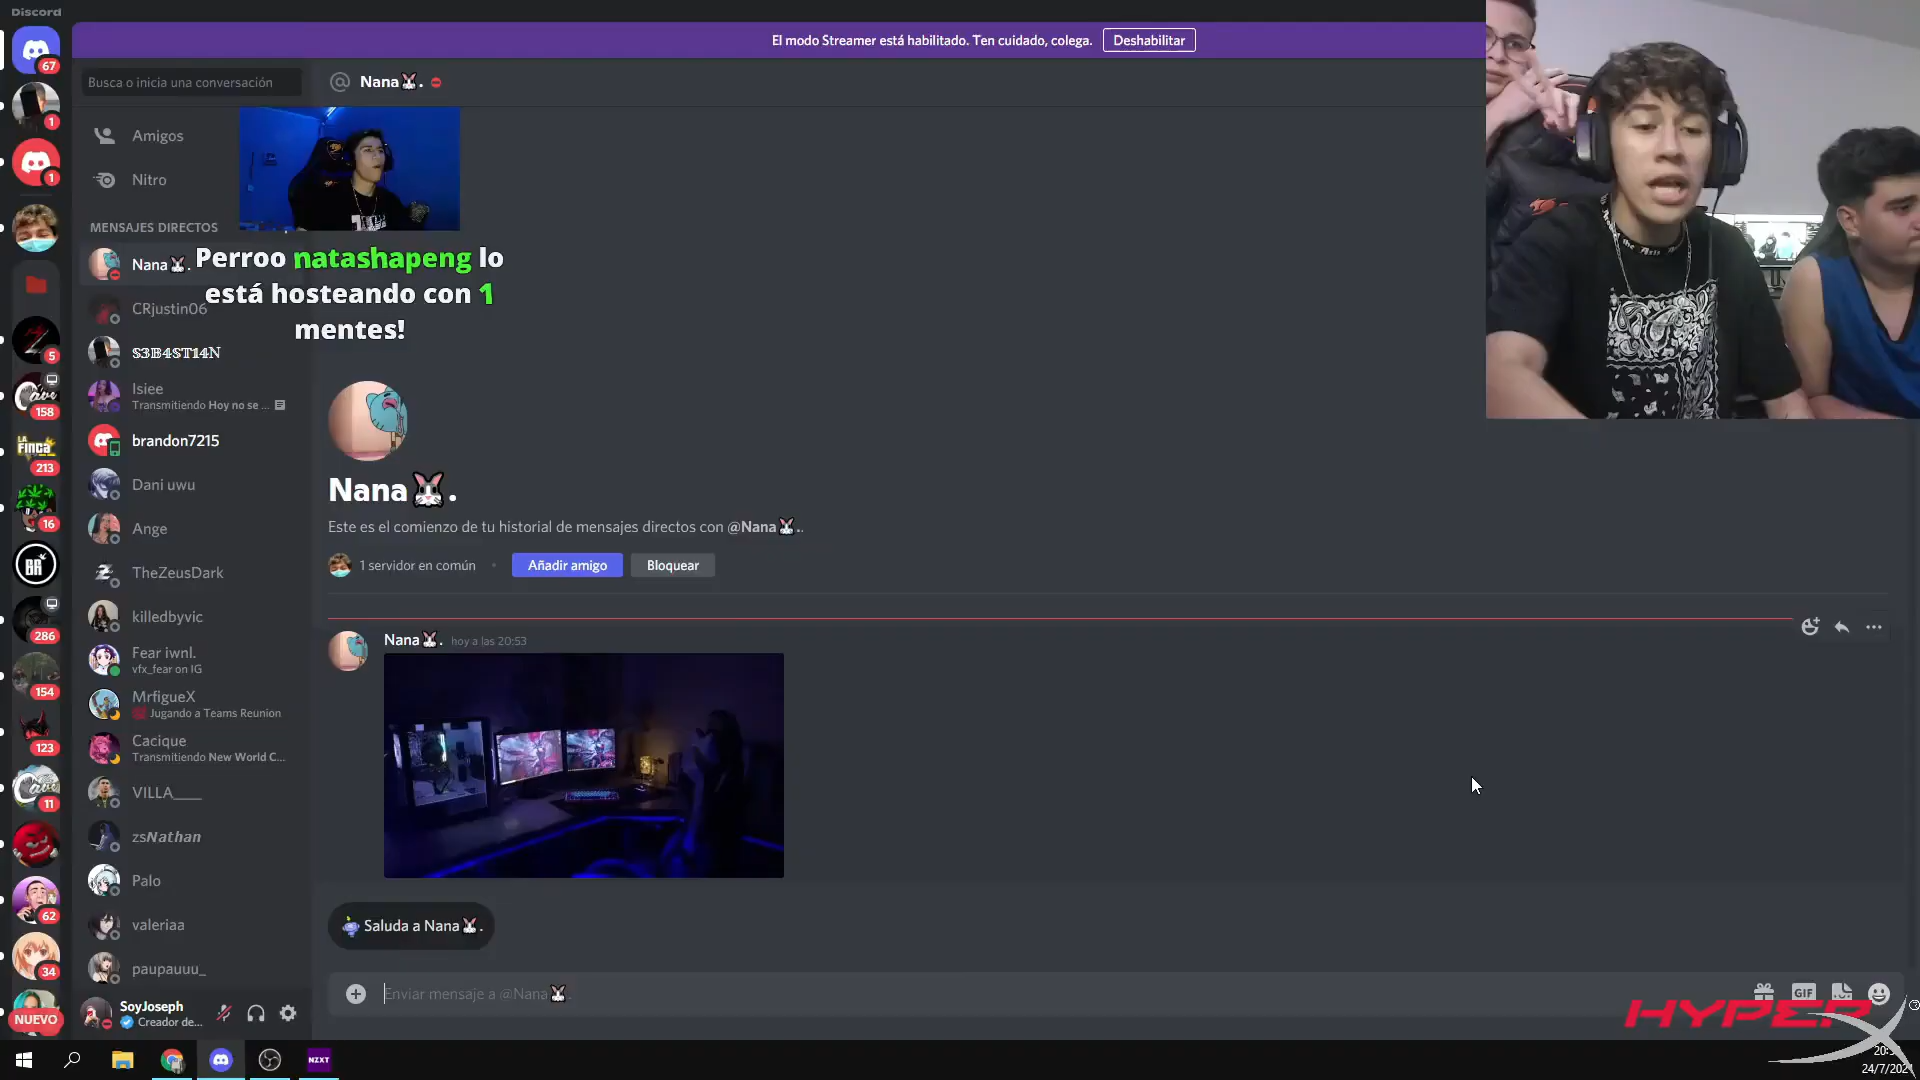 Discord
El modo Streamer está habilitado. Ten cuidado, colega.
Deshabilitar
67
Busca o inicia una conversación
Nana.
1
Amigos
1
Nitro
MENSAJES DIRECTOS
Nana.
Perroo natashapeng lo
está hosteando con 1
mentes!
CRjustin06
S3B4ST14N
5
Isiee
Transmitiendo Hoy no se ...
158
brandon7215
LA
FINCA
213
Dani uwu
16
Ange
BR
TheZeusDark
286
killedbyvic
Fear iwnl.
vfx_fear on IG
154
MrfigueX
Jugando a Teams Reunion
123
Cacique
Transmitiendo New World C...
11
VILLA____
zsNathan
Palo
62
valeriaa
34
paupauuu_
NUEVO
SoyJoseph
Creador de...
Nana.
Este es el comienzo de tu historial de mensajes directos con @Nana..
1 servidor en común
Añadir amigo
Bloquear
Nana. hoy a las 20:53
Saluda a Nana.
Enviar mensaje a @Nana.
GIF
HYPERX
NZXT
24/7/202